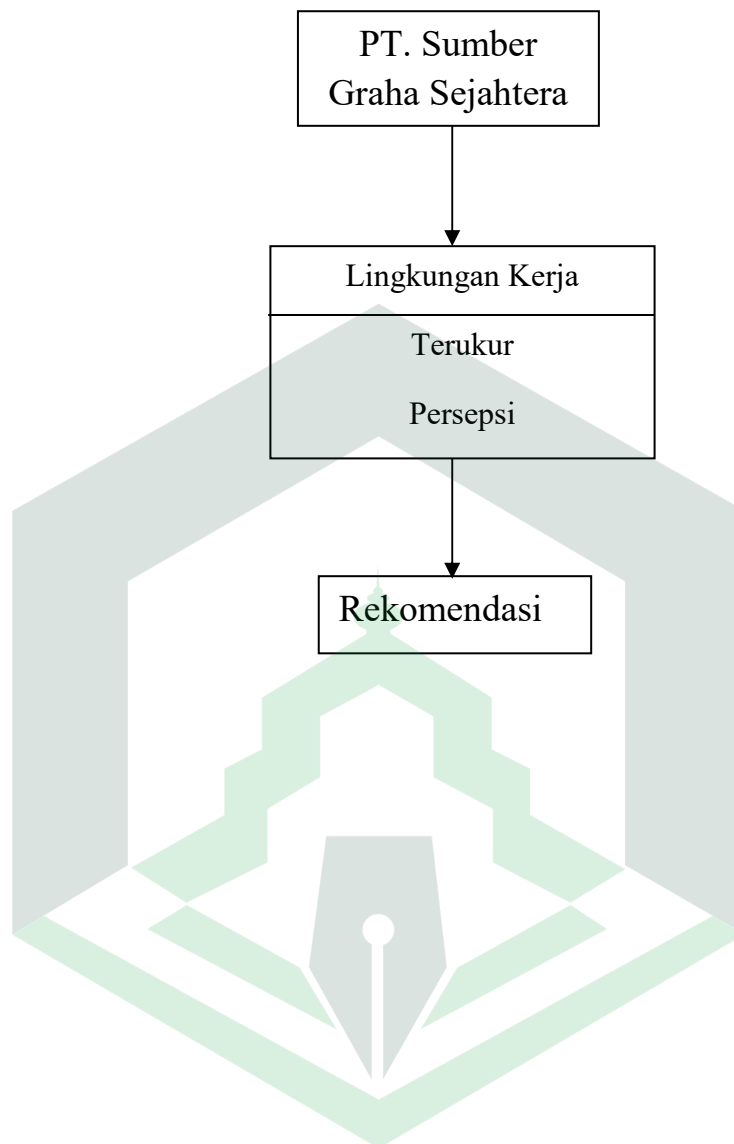 PT. Sumber
Graha Sejahtera
Lingkungan Kerja
Terukur
Persepsi
Rekomendasi